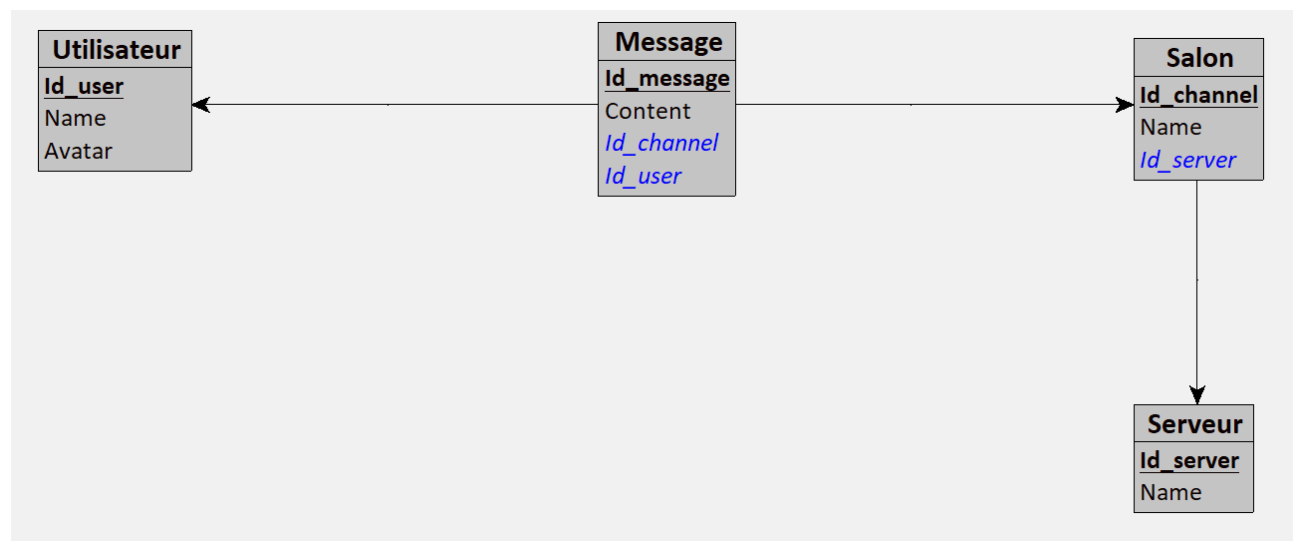 Utilisateur
Id_user
Name
Avatar
Message
Id_message
Content
Id_channel
Id_user
Salon
Id_channel
Name
Id_server
Serveur
Id_server
Name